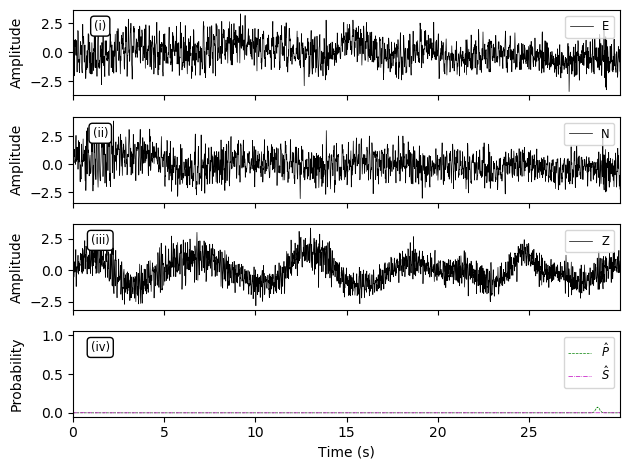 Amplitude
2.5
0.0
−2.5
(i)
E
Amplitude
2.5
0.0
−2.5
(ii)
N
Amplitude
2.5
0.0
−2.5
(iii)
Z
Probability
1.0
0.5
0.0
(iv)
P̂
Ŝ
0 5 10 15 20 25
Time (s)